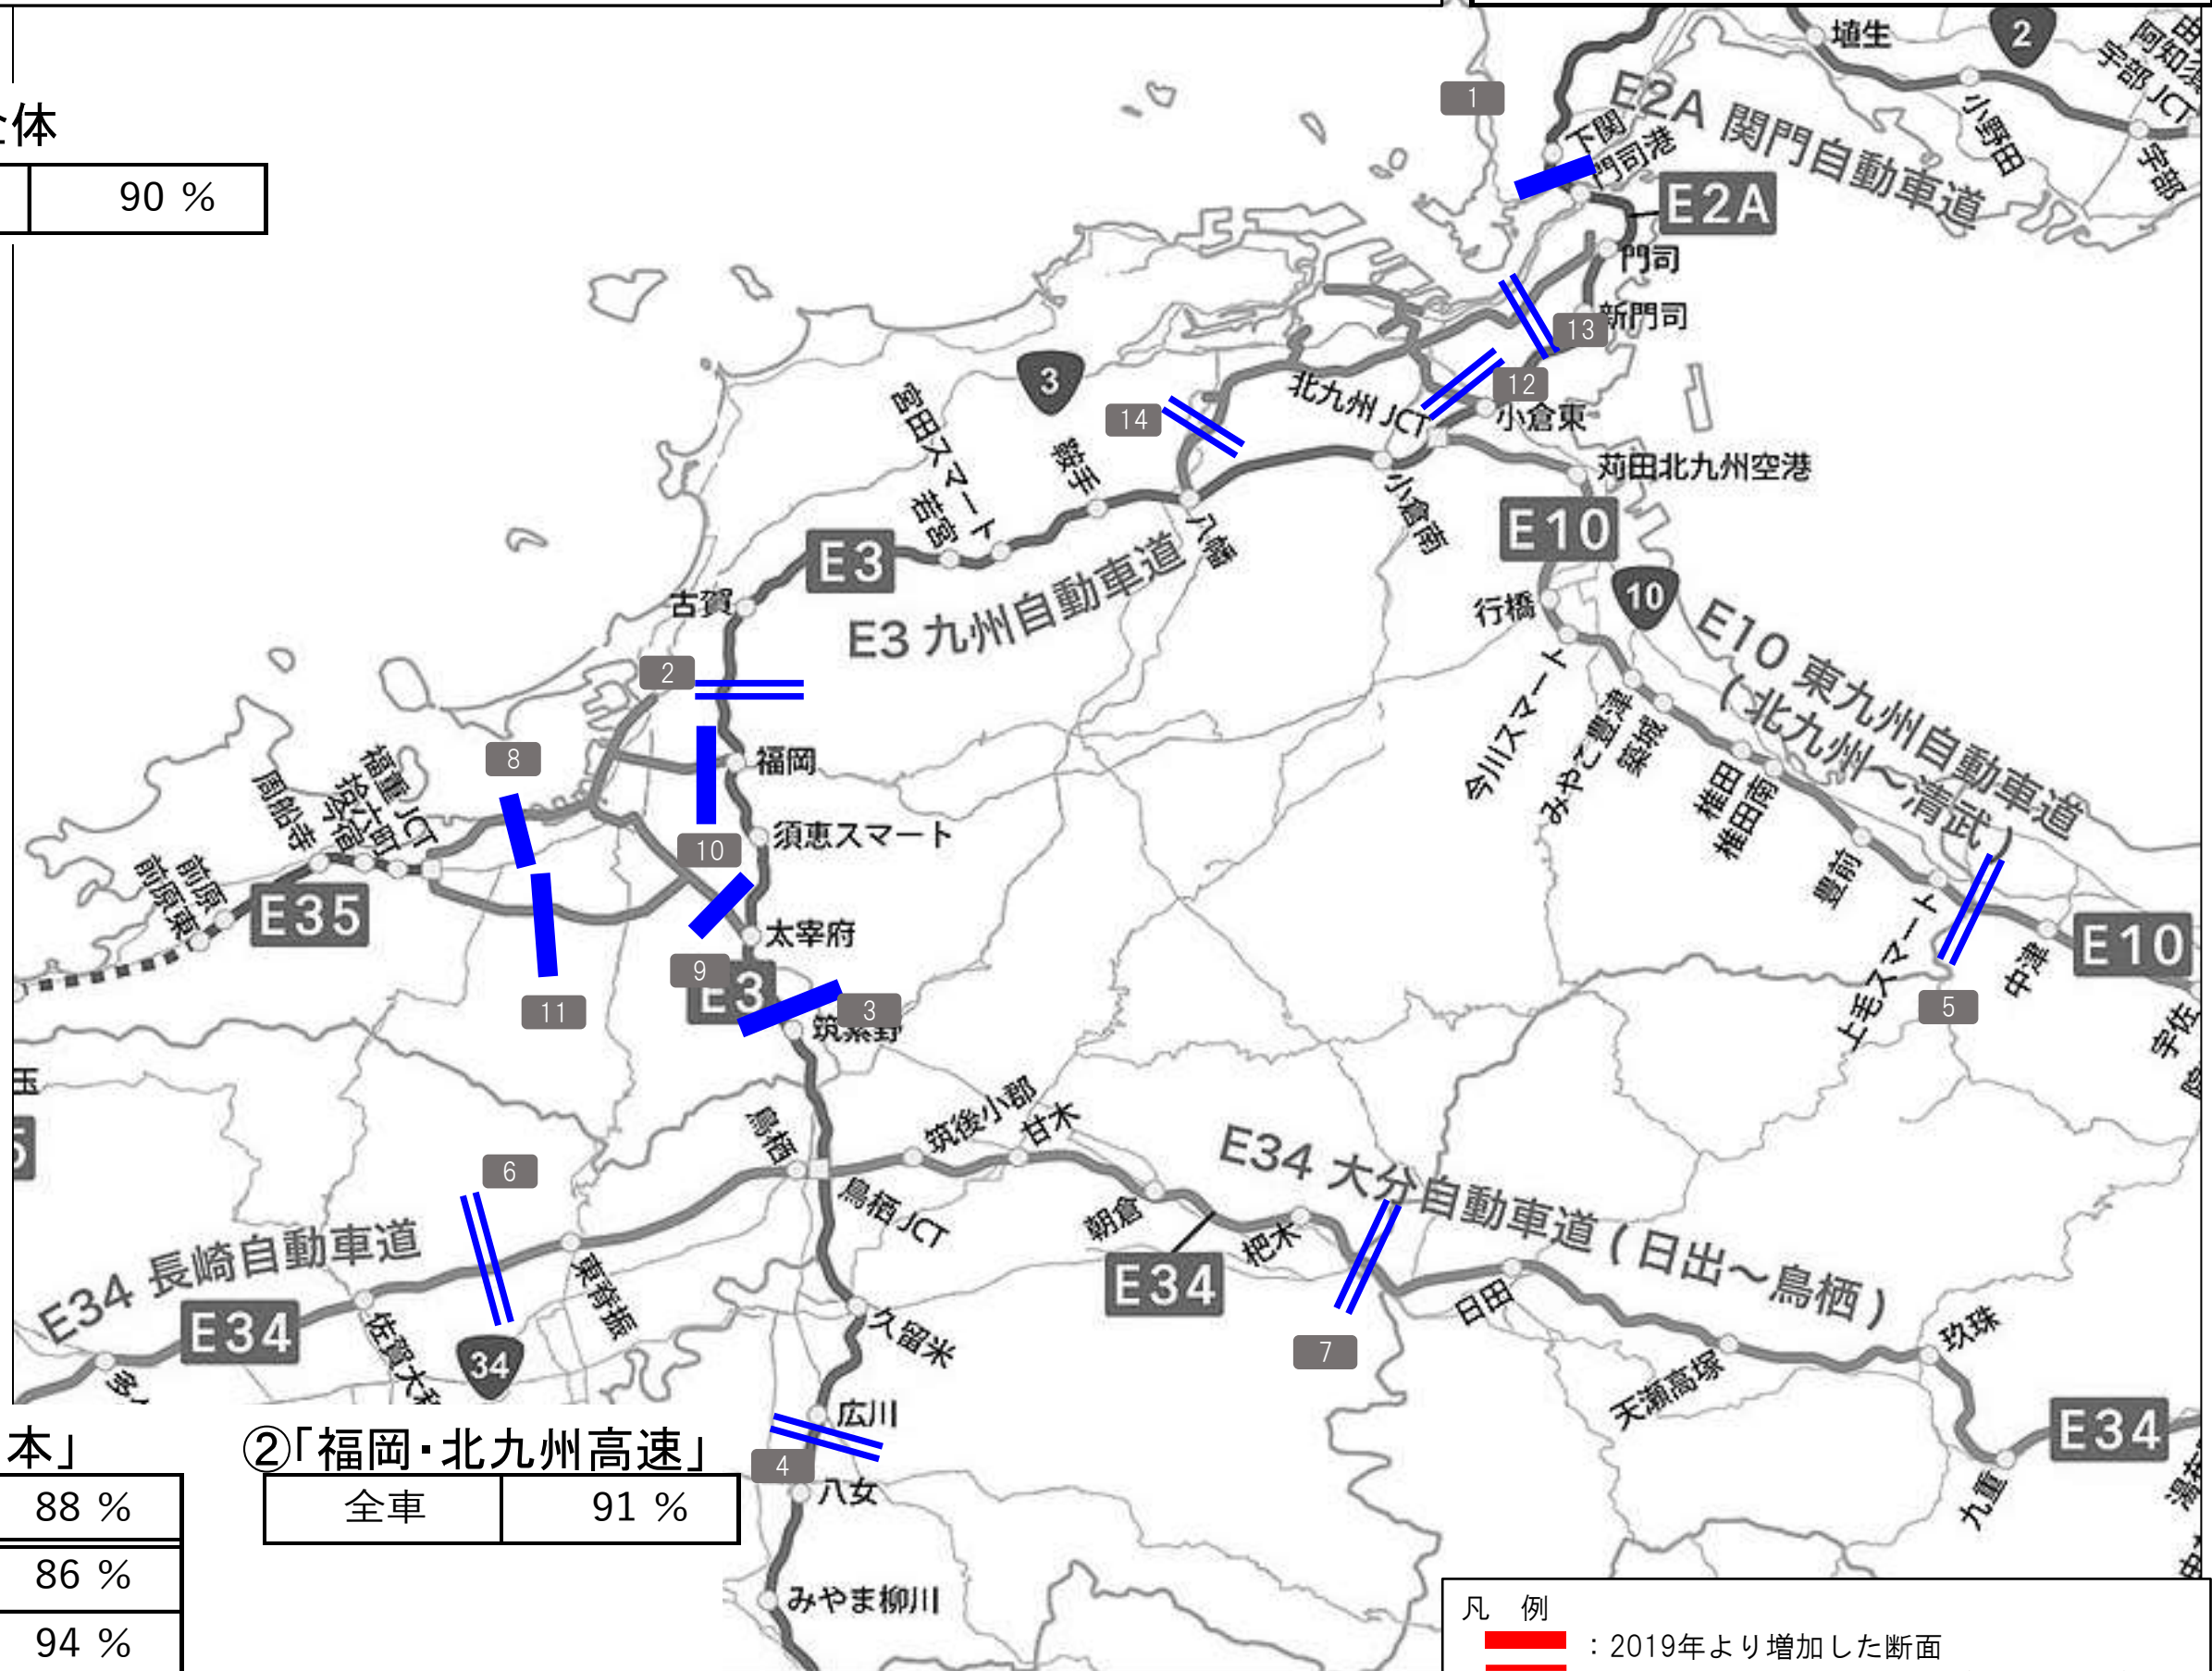 全体
90 %
埴生
2
宇部JCT
小野田
宇部
1
E2A 関門自動車道
下関
門司港
E2A
門司
新門司
13
3
12
北九州JCT
小倉東
14
宮田スマート
鞍手
若宮
苅田北九州空港
小倉南
八幡
E10
E3
E3 九州自動車道
古賀
行橋
10
E10 東九州自動車道
(北九州～清武)
2
今川スマート
みやこ豊津
築城
椎田
椎田南
豊前
上毛スマート
中津
E10
5
宇佐
8
福岡
福重JCT
拾六町
今宿
周船寺
前原
前原東
E35
須恵スマート
10
太宰府
9
E3
3
筑紫野
11
鳥栖
筑後小郡
甘木
鳥栖JCT
朝倉
杷木
E34 大分自動車道(日出～鳥栖)
E34
6
E34 長崎自動車道
E34
東脊振
佐賀大和
34
久留米
7
日田
天瀬高塚
玖珠
E34
九重
広川
4
八女
みやま柳川
本」
88 %
86 %
94 %
②「福岡・北九州高速」
全車 91 %
凡 例
：2019年より増加した断面